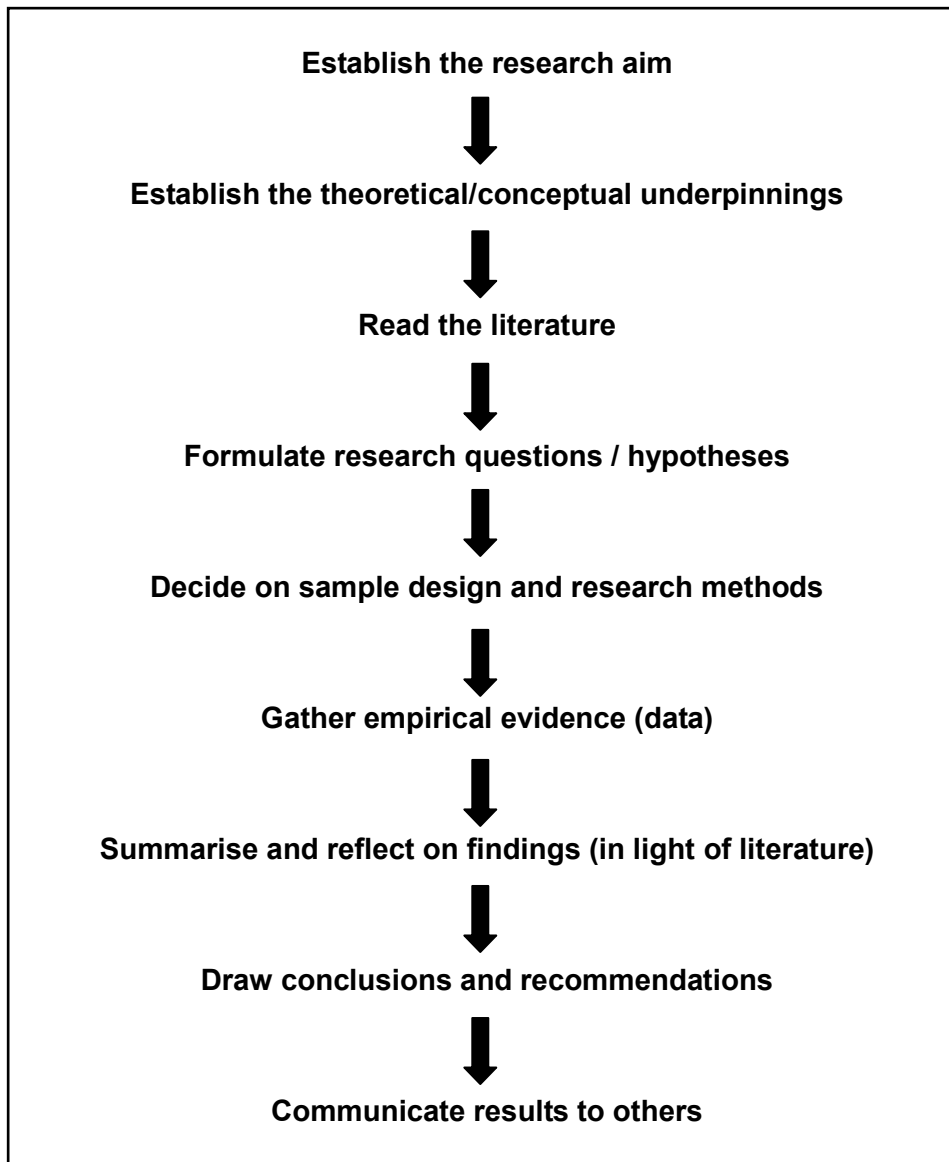 Establish the research aim
Establish the theoretical/conceptual underpinnings
Read the literature
Formulate research questions / hypotheses
Decide on sample design and research methods
Gather empirical evidence (data)
Summarise and reflect on findings (in light of literature)
Draw conclusions and recommendations
Communicate results to others